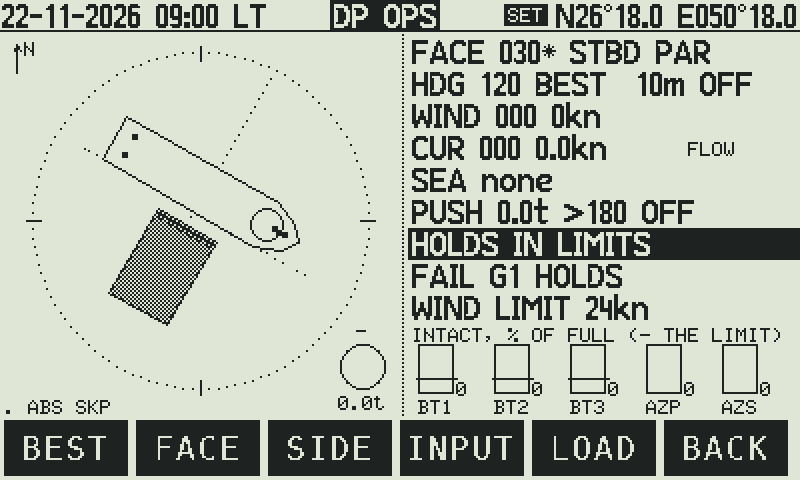 22-11-2026 09:00 LT DP OPS SET N26°18.0 E050°18.0
N
FACE 030* STBD PAR
HDG 120 BEST 10m OFF
WIND 000 0kn
CUR 000 0.0kn FLOW
SEA none
PUSH 0.0t >180 OFF
HOLDS IN LIMITS
FAIL G1 HOLDS
WIND LIMIT 24kn
INTACT, % OF FULL (- THE LIMIT)
0 0 0 0 0
BT1 BT2 BT3 AZP AZS
0.0t
. ABS SKP
BEST FACE SIDE INPUT LOAD BACK